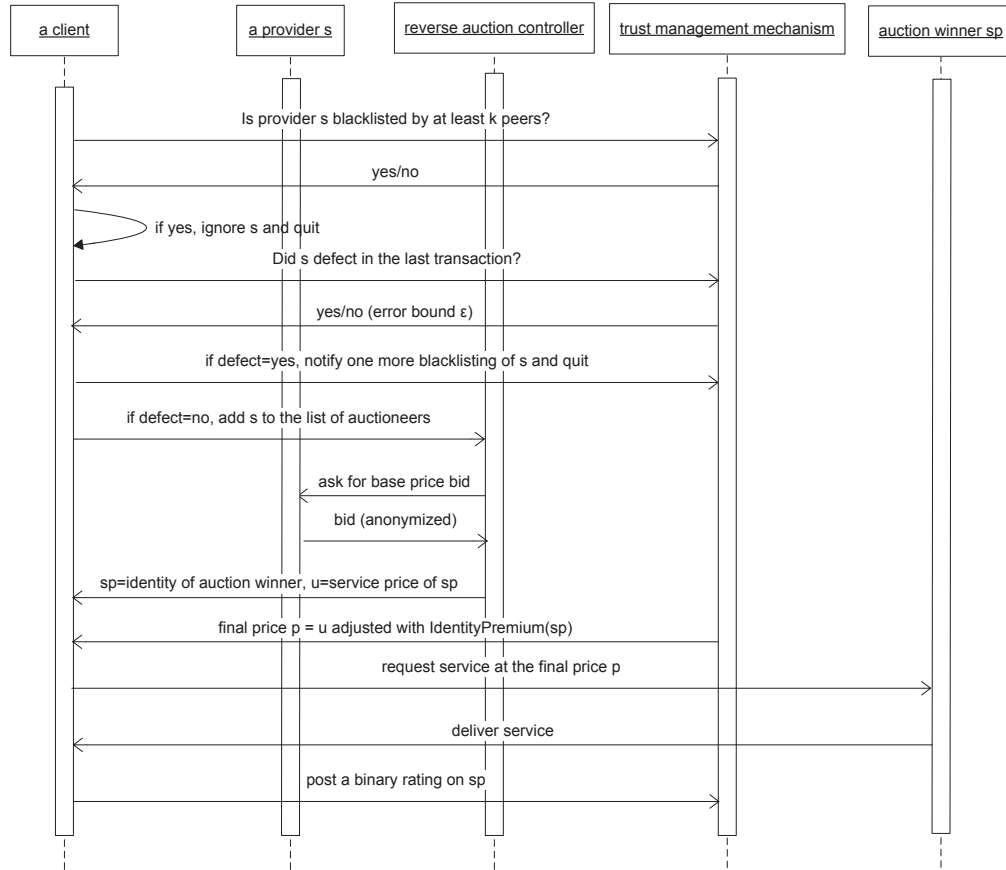 a client
a provider s
reverse auction controller
trust management mechanism
auction winner sp
Is provider s blacklisted by at least k peers?
yes/no
if yes, ignore s and quit
Did s defect in the last transaction?
yes/no (error bound ε)
if defect=yes, notify one more blacklisting of s and quit
if defect=no, add s to the list of auctioneers
ask for base price bid
bid (anonymized)
sp=identity of auction winner, u=service price of sp
final price p = u adjusted with IdentityPremium(sp)
request service at the final price p
deliver service
post a binary rating on sp